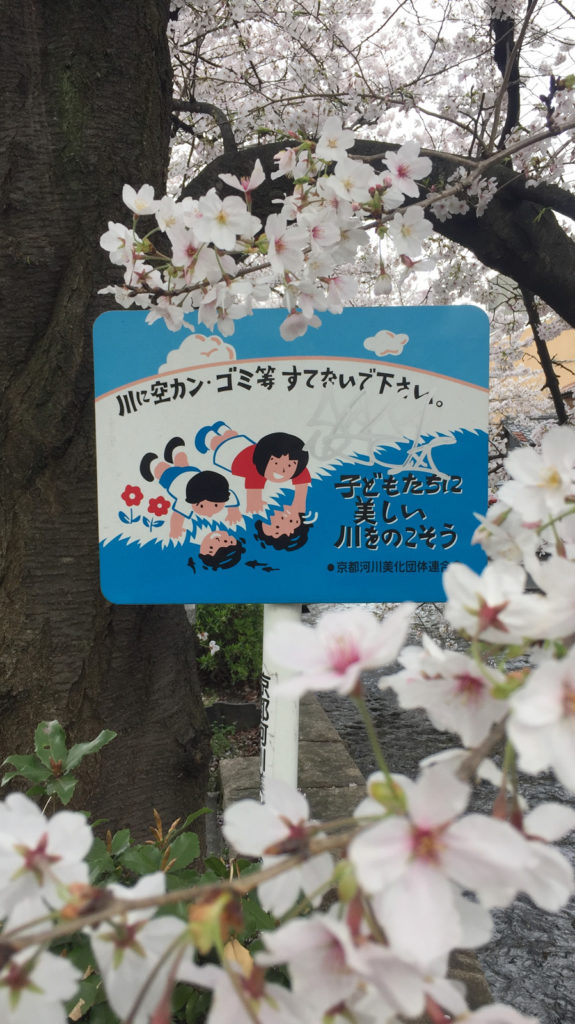 川に空カン・ゴミ等 すてないで下さい。
子どもたちに
美しい
川をのこそう
●京都河川美化団体連合